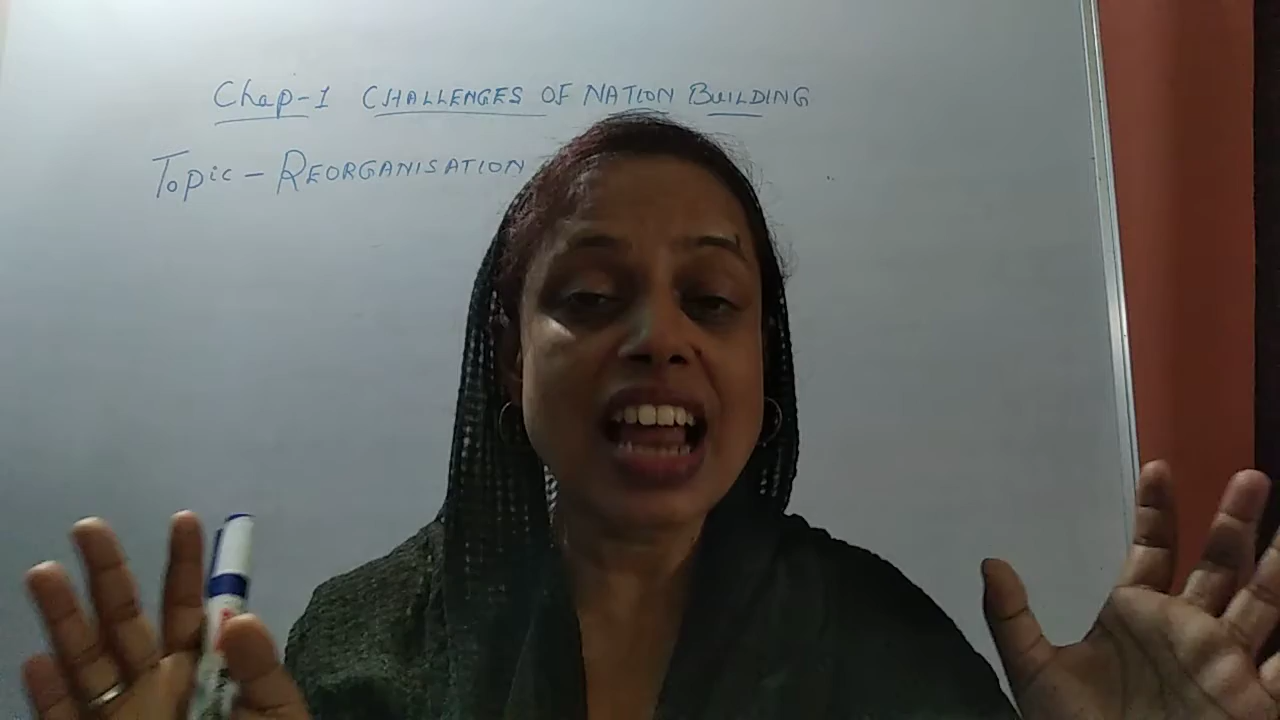 Chap-1 CHALLENGES OF NATION BUILDING
Topic - REORGANISATION